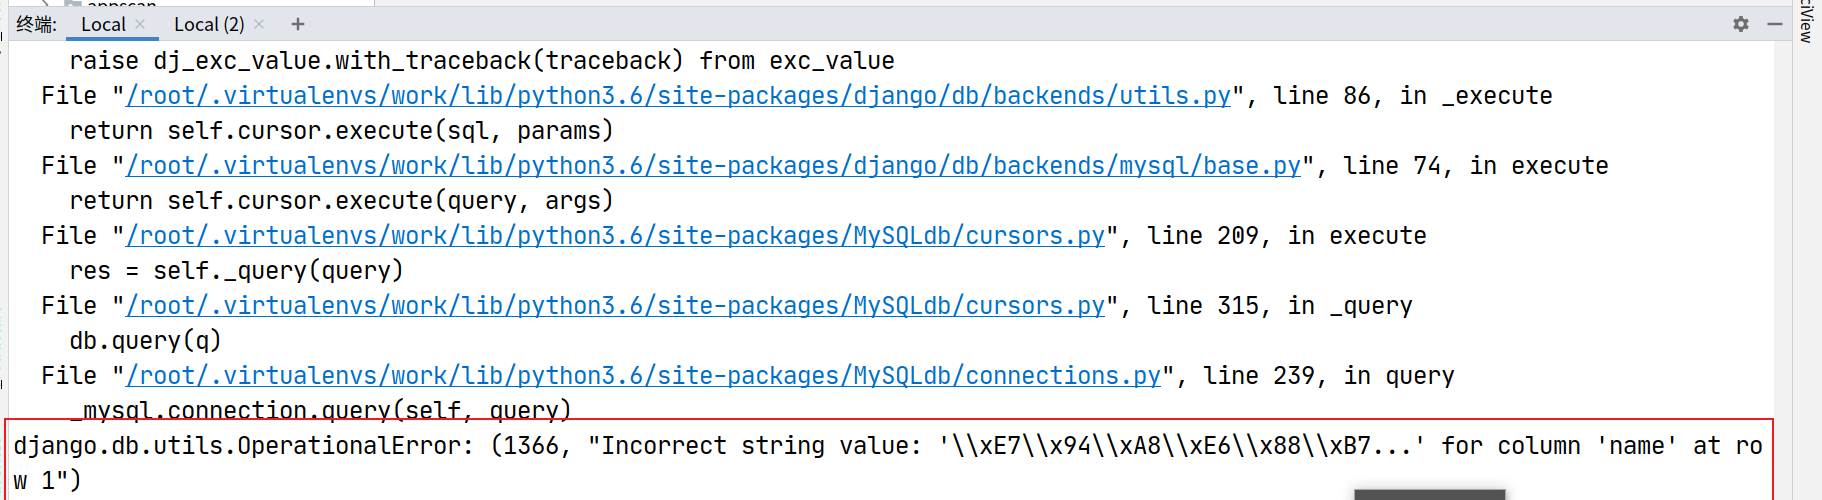 appscan
终端: Local × Local (2) × +
raise dj_exc_value.with_traceback(traceback) from exc_value
File "/root/.virtualenvs/work/lib/python3.6/site-packages/django/db/backends/utils.py", line 86, in _execute
return self.cursor.execute(sql, params)
File "/root/.virtualenvs/work/lib/python3.6/site-packages/django/db/backends/mysql/base.py", line 74, in execute
return self.cursor.execute(query, args)
File "/root/.virtualenvs/work/lib/python3.6/site-packages/MySQLdb/cursors.py", line 209, in execute
res = self._query(query)
File "/root/.virtualenvs/work/lib/python3.6/site-packages/MySQLdb/cursors.py", line 315, in _query
db.query(q)
File "/root/.virtualenvs/work/lib/python3.6/site-packages/MySQLdb/connections.py", line 239, in query
_mysql.connection.query(self, query)
django.db.utils.OperationalError: (1366, "Incorrect string value: '\\xE7\\x94\\xA8\\xE6\\x88\\xB7...' for column 'name' at ro
w 1")
ciView